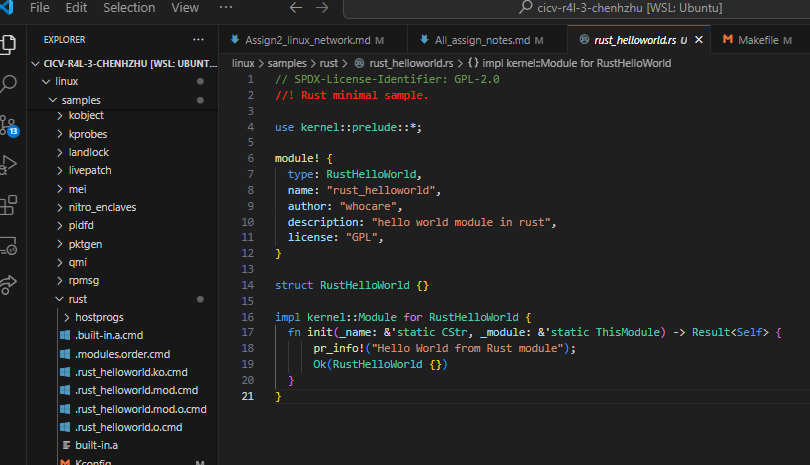 File Edit Selection View ··· cicv-r4l-3-chenhzhu [WSL: Ubuntu]
EXPLORER ···
CICV-R4L-3-CHENHZHU [WSL: UBUNT...
linux
samples
kobject
kprobes
landlock
livepatch
mei
nitro_enclaves
pidfd
pktgen
qmi
rpmsg
rust
hostprogs
.built-in.a.cmd
.modules.order.cmd
.rust_helloworld.ko.cmd
.rust_helloworld.mod.cmd
.rust_helloworld.mod.o.cmd
.rust_helloworld.o.cmd
built-in.a
Kconfig M
13
Assign2_linux_network.md M All_assign_notes.md M rust_helloworld.rs U Makefile M
linux > samples > rust > rust_helloworld.rs > {} impl kernel::Module for RustHelloWorld
1 // SPDX-License-Identifier: GPL-2.0
2 //! Rust minimal sample.
3
4 use kernel::prelude::*;
5
6 module! {
7 type: RustHelloWorld,
8 name: "rust_helloworld",
9 author: "whocare",
10 description: "hello world module in rust",
11 license: "GPL",
12 }
13
14 struct RustHelloWorld {}
15
16 impl kernel::Module for RustHelloWorld {
17 fn init(_name: &'static CStr, _module: &'static ThisModule) -> Result<Self> {
18 pr_info!("Hello World from Rust module");
19 Ok(RustHelloWorld {})
20 }
21 }